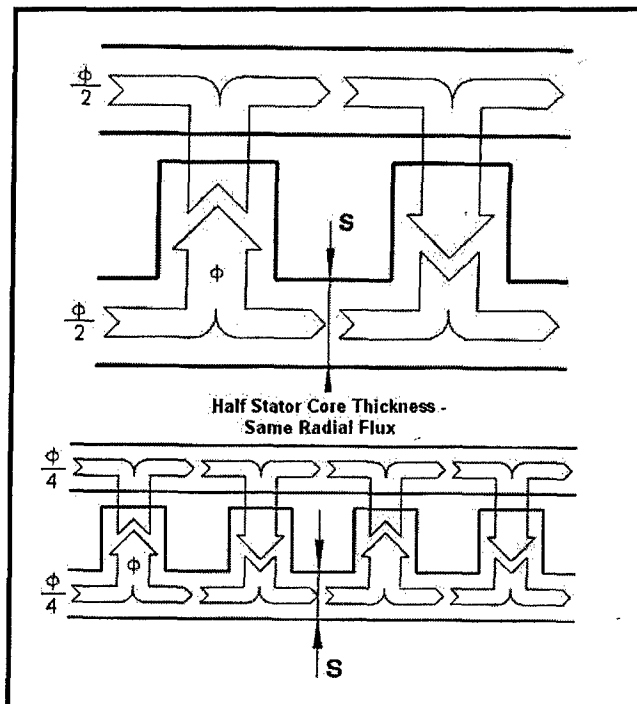 ϕ
2
S
ϕ
ϕ
2
Half Stator Core Thickness -
Same Radial Flux
ϕ
4
ϕ
ϕ
4
S